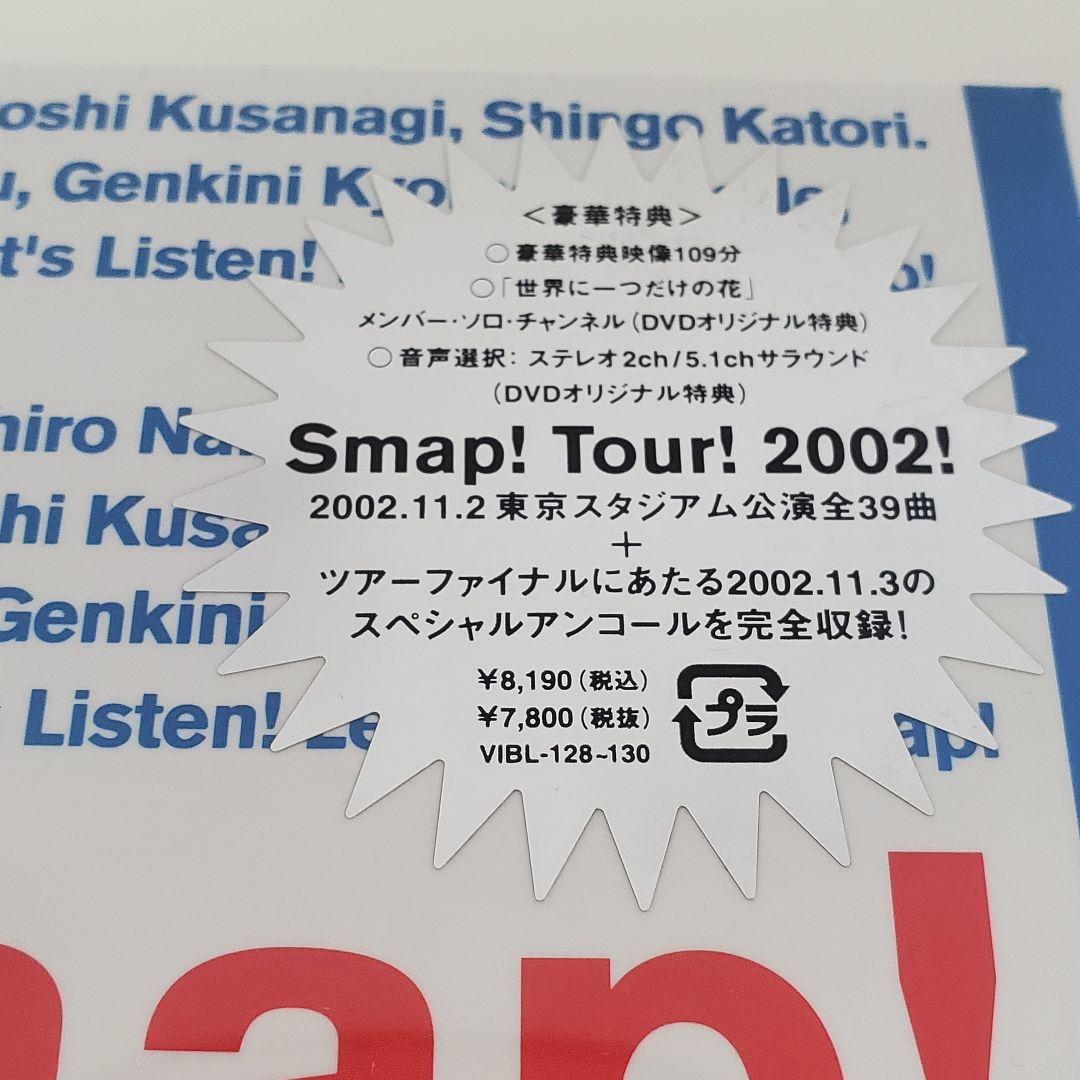 oshi Kusanagi, Shingo Katori.
u, Genkini Kyo
t's Listen!
<豪華特典>
○豪華特典映像109分
○「世界に一つだけの花」
メンバー・ソロ・チャンネル(DVDオリジナル特典)
○音声選択: ステレオ2ch/5.1chサラウンド
(DVDオリジナル特典)
Smap! Tour! 2002!
2002.11.2 東京スタジアム公演全39曲
+
ツアーファイナルにあたる2002.11.3の
スペシャルアンコールを完全収録!
¥8,190(税込)
¥7,800(税抜)
VIBL-128~130
プラ
hiro Na
hi Kusa
Genkini
s Listen! Le
ap!
map!